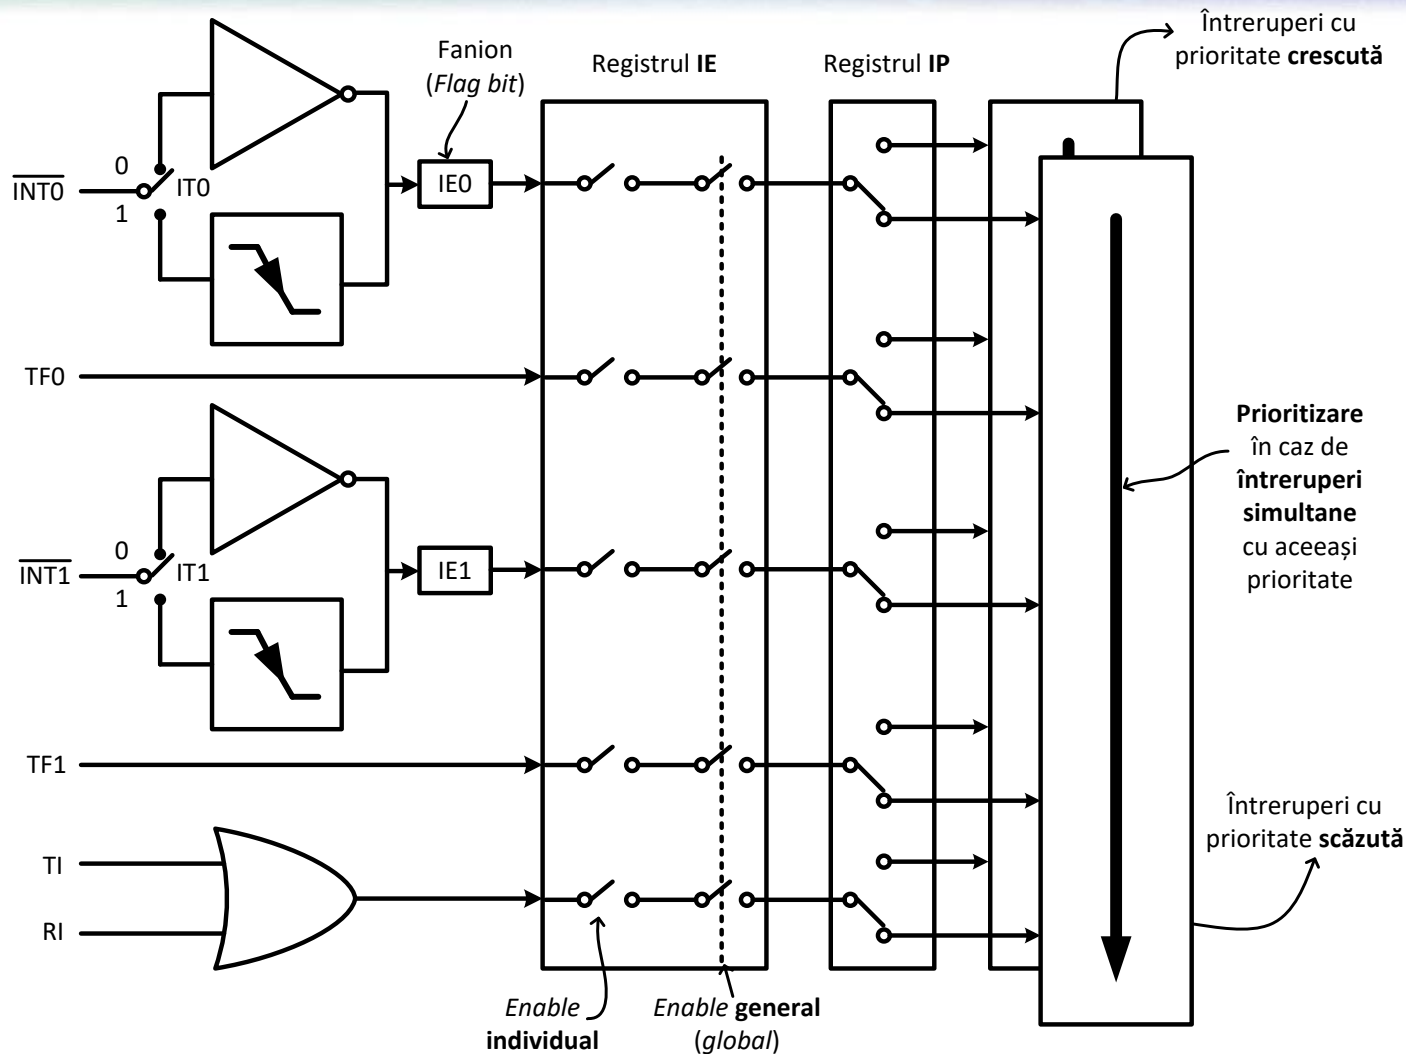 Întreruperi cu
prioritate crescută
Fanion
(Flag bit)
Registrul IE
Registrul IP
0
INT0
IT0
1
IE0
TF0
Prioritizare
în caz de
întreruperi
simultane
cu aceeași
prioritate
0
INT1
IT1
1
IE1
TF1
Întreruperi cu
prioritate scăzută
TI
RI
Enable
individual
Enable general
(global)